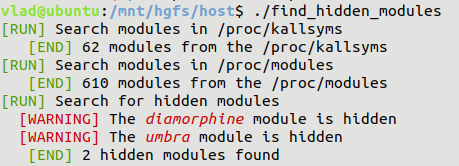 vlad@ubuntu:/mnt/hgfs/host$ ./find_hidden_modules
[RUN] Search modules in /proc/kallsyms
[END] 62 modules from the /proc/kallsyms
[RUN] Search modules in /proc/modules
[END] 610 modules from the /proc/modules
[RUN] Search for hidden modules
[WARNING] The diamorphine module is hidden
[WARNING] The umbra module is hidden
[END] 2 hidden modules found